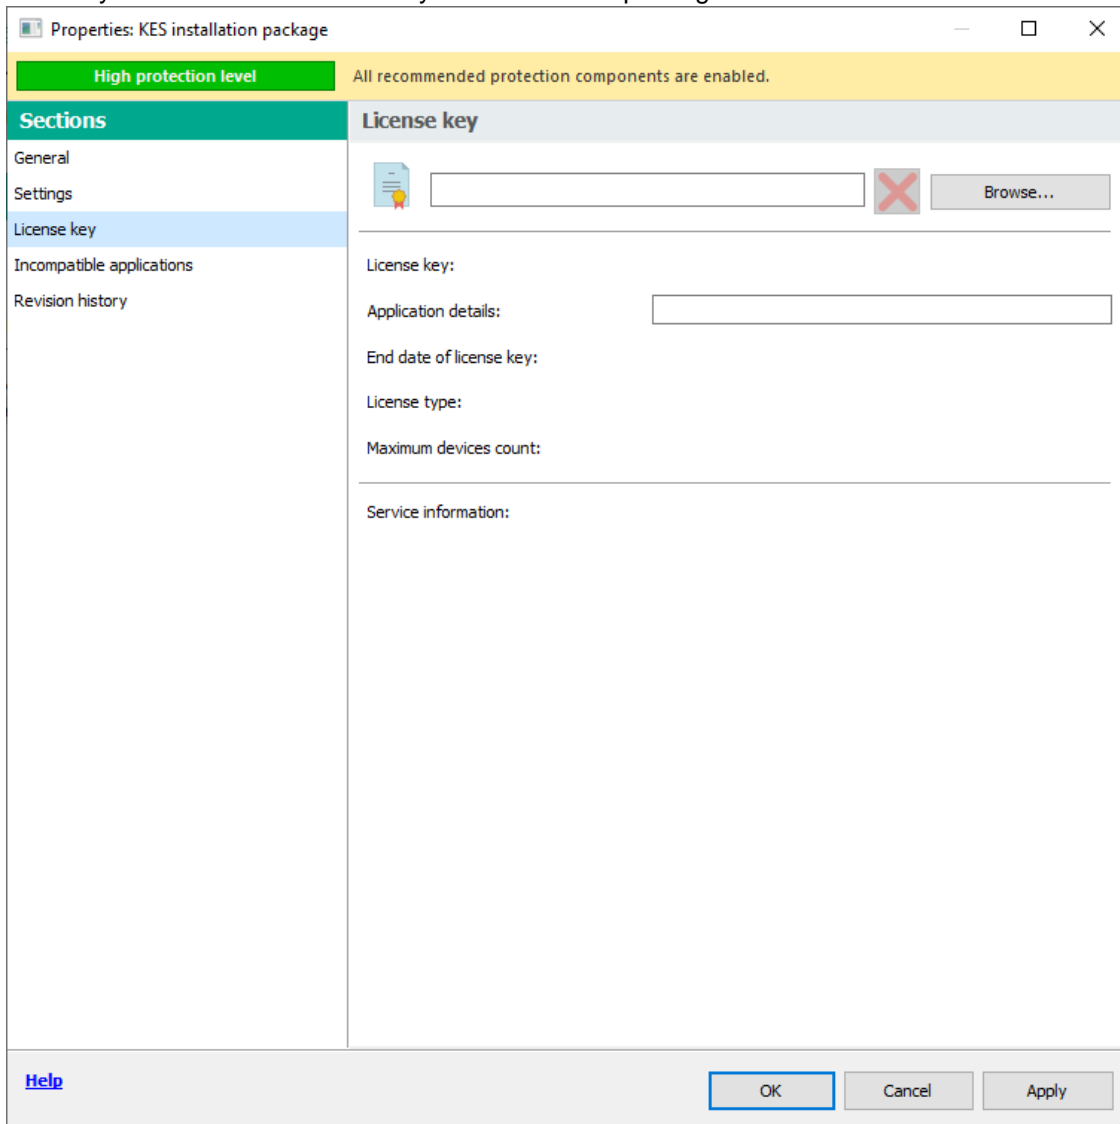 Properties: KES installation package
High protection level
All recommended protection components are enabled.
Sections
General
Settings
License key
Incompatible applications
Revision history
License key
Browse...
License key:
Application details:
End date of license key:
License type:
Maximum devices count:
Service information:
Help
OK
Cancel
Apply